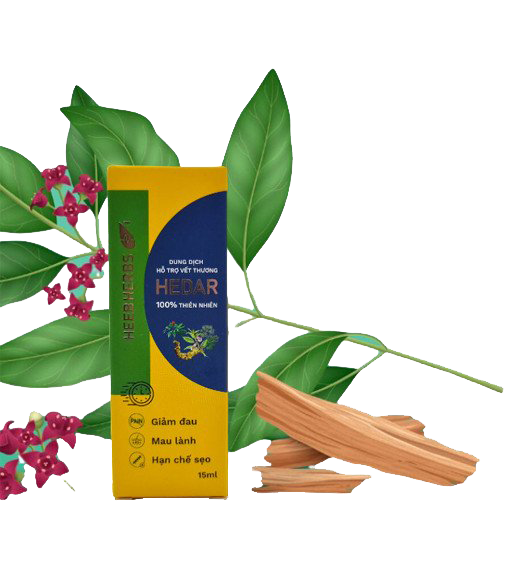 HEEBHERBS
DUNG DỊCH
HỖ TRỢ VẾT THƯƠNG
HEDAR
100% THIÊN NHIÊN
PAIN
Giảm đau
Mau lành
Hạn chế sẹo
15ml